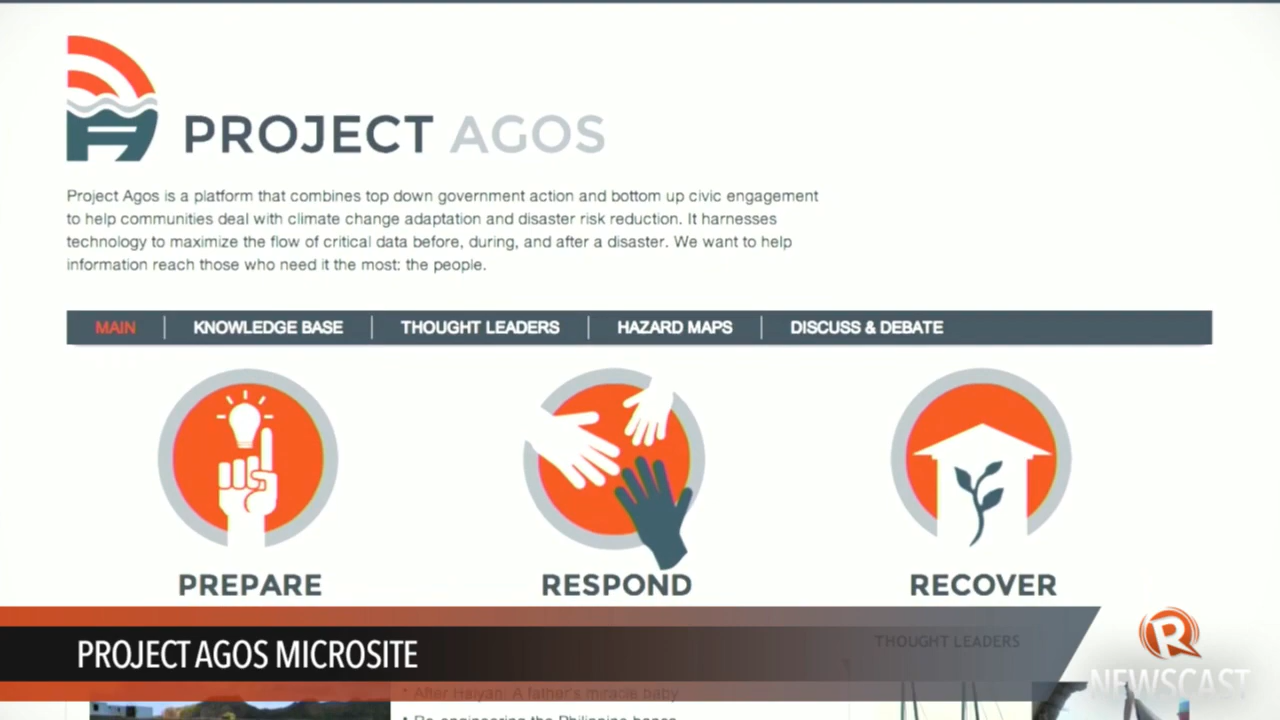 PROJECT AGOS
Project Agos is a platform that combines top down government action and bottom up civic engagement
to help communities deal with climate change adaptation and disaster risk reduction. It harnesses
technology to maximize the flow of critical data before, during, and after a disaster. We want to help
information reach those who need it the most: the people.
MAIN KNOWLEDGE BASE THOUGHT LEADERS HAZARD MAPS DISCUSS & DEBATE
PREPARE RESPOND RECOVER
PROJECT AGOS MICROSITE
THOUGHT LEADERS
R
NEWSCAST
* After Haiyan: A father's miracle baby
Re-engineering the Philippine